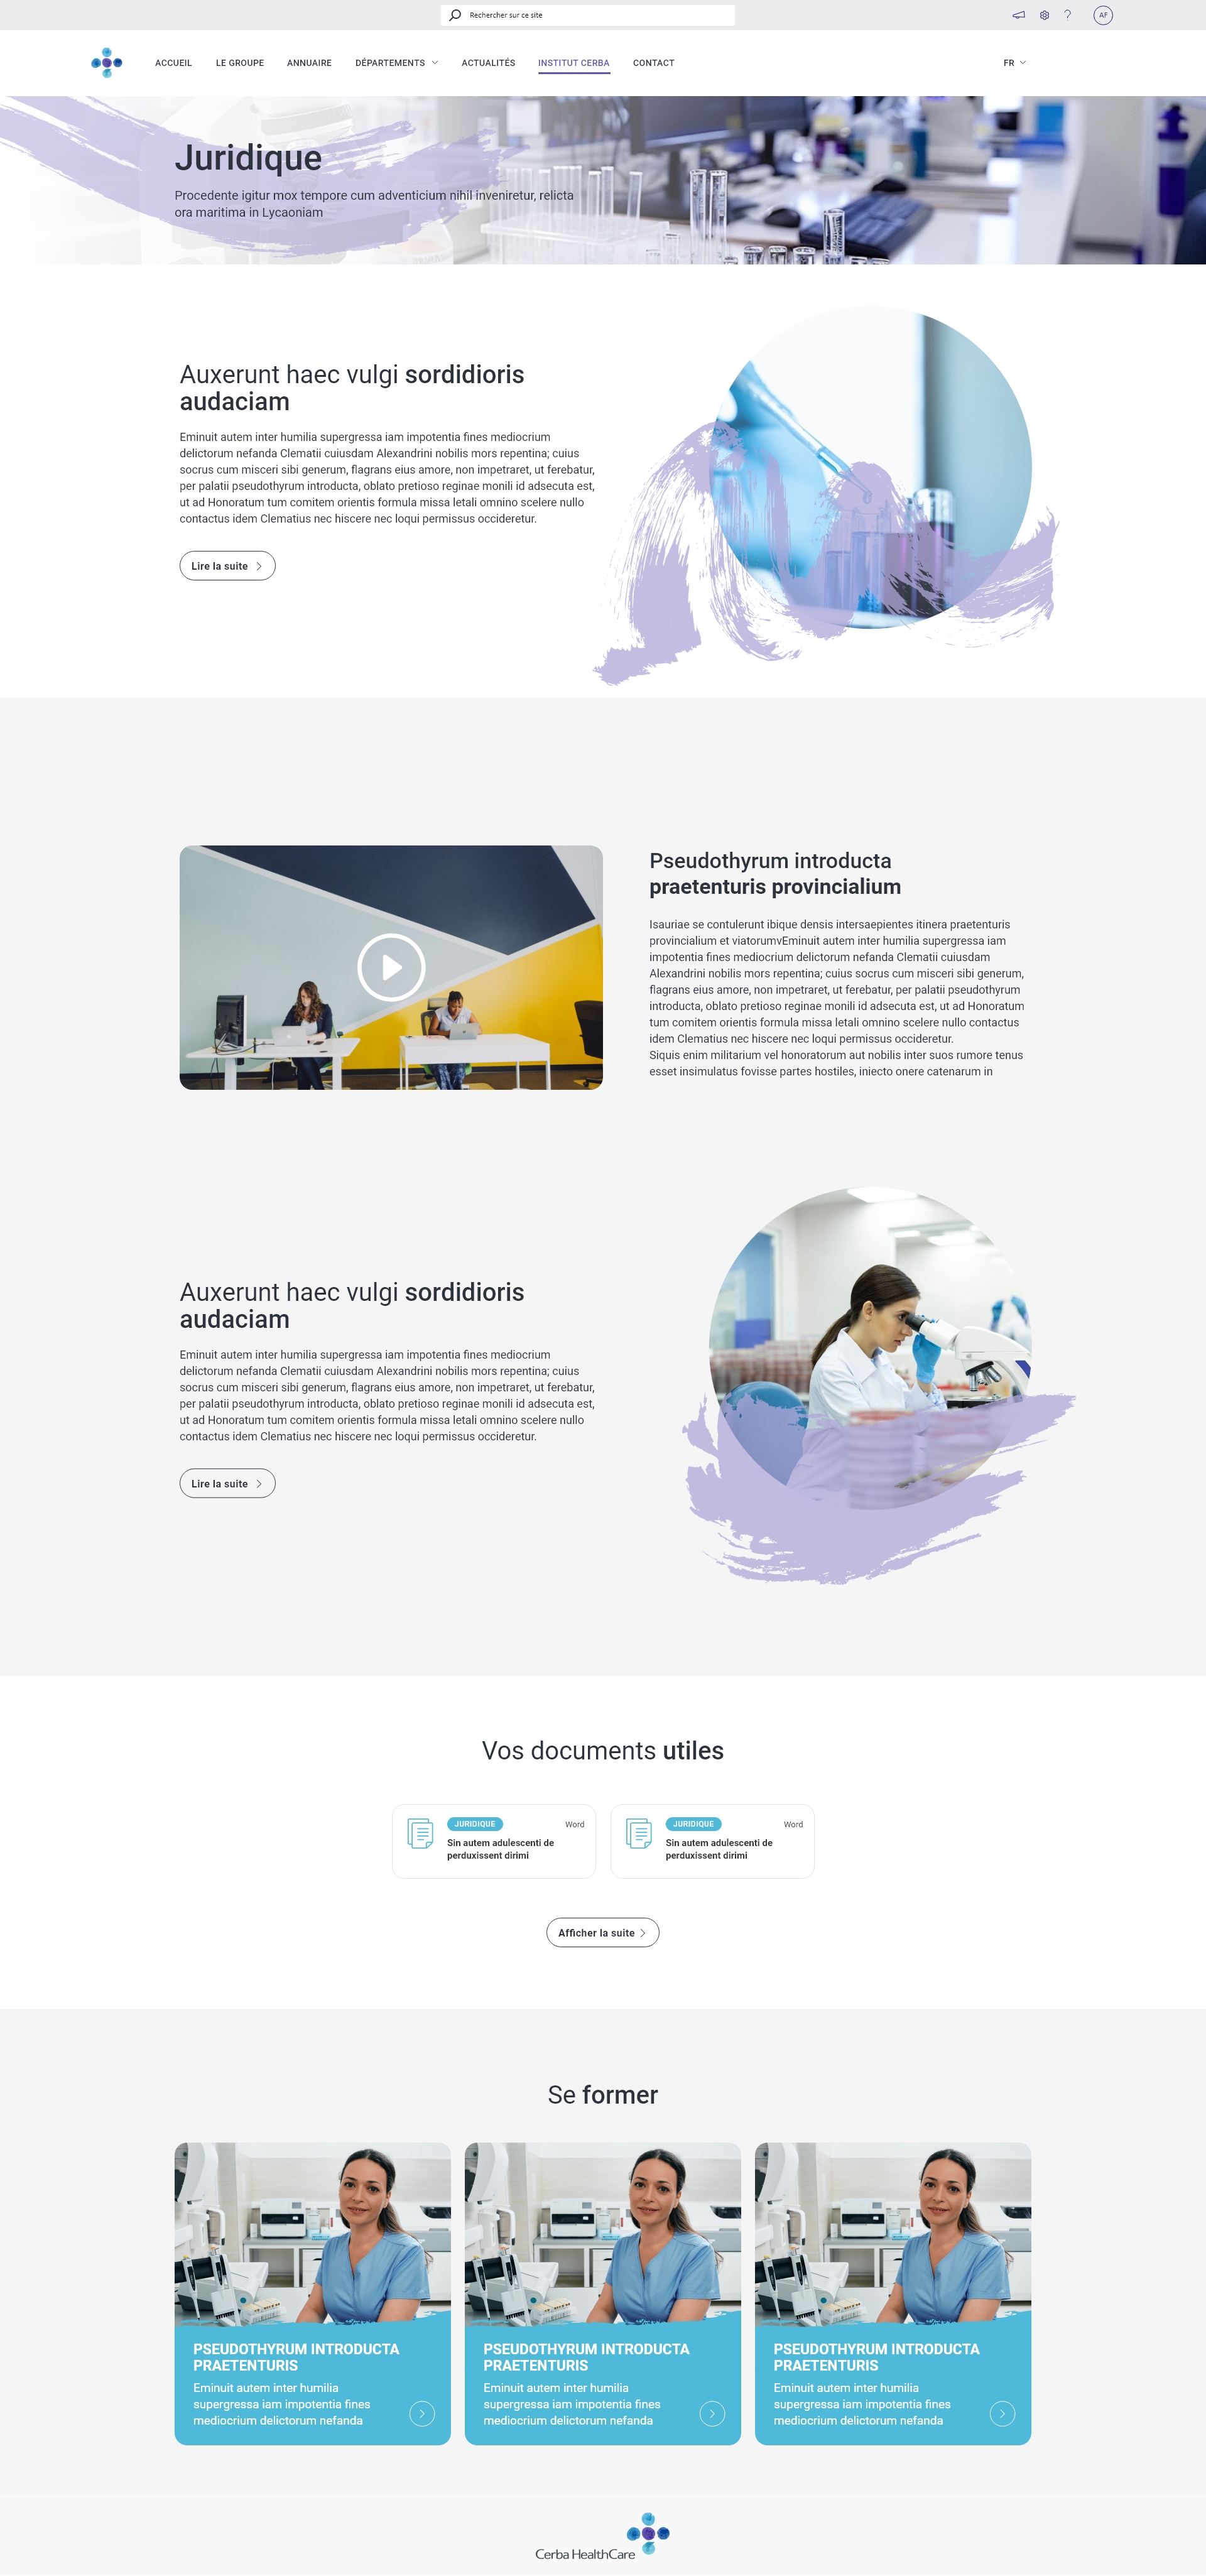 Rechercher sur ce site
AF
ACCUEIL
LE GROUPE
ANNUAIRE
DÉPARTEMENTS
ACTUALITÉS
INSTITUT CERBA
CONTACT
FR
Juridique
Procedente igitur mox tempore cum adventicium nihil inveniretur, relicta
ora maritima in Lycaoniam
Auxerunt haec vulgi sordidioris
audaciam
Eminuit autem inter humilia supergressa iam impotentia fines mediocrium
delictorum nefanda Clematii cuiusdam Alexandrini nobilis mors repentina; cuius
socrus cum misceri sibi generum, flagrans eius amore, non impetraret, ut ferebatur,
per palatii pseudothyrum introducta, oblato pretioso reginae monili id adsecuta est,
ut ad Honoratum tum comitem orientis formula missa letali omnino scelere nullo
contactus idem Clematius nec hiscere nec loqui permissus occideretur.
Lire la suite
Pseudothyrum introducta
praetenturis provincialium
Isauriae se contulerunt ibique densis intersaepientes itinera praetenturis
provincialium et viatorumvEminuit autem inter humilia supergressa iam
impotentia fines mediocrium delictorum nefanda Clematii cuiusdam
Alexandrini nobilis mors repentina; cuius socrus cum misceri sibi generum,
flagrans eius amore, non impetraret, ut ferebatur, per palatii pseudothyrum
introducta, oblato pretioso reginae monili id adsecuta est, ut ad Honoratum
tum comitem orientis formula missa letali omnino scelere nullo contactus
idem Clematius nec hiscere nec loqui permissus occideretur.
Siquis enim militarium vel honoratorum aut nobilis inter suos rumore tenus
esset insimulatus fovisse partes hostiles, iniecto onere catenarum in
Auxerunt haec vulgi sordidioris
audaciam
Eminuit autem inter humilia supergressa iam impotentia fines mediocrium
delictorum nefanda Clematii cuiusdam Alexandrini nobilis mors repentina; cuius
socrus cum misceri sibi generum, flagrans eius amore, non impetraret, ut ferebatur,
per palatii pseudothyrum introducta, oblato pretioso reginae monili id adsecuta est,
ut ad Honoratum tum comitem orientis formula missa letali omnino scelere nullo
contactus idem Clematius nec hiscere nec loqui permissus occideretur.
Lire la suite
Vos documents utiles
JURIDIQUE
Word
Sin autem adulescenti de
perduxissent dirimi
JURIDIQUE
Word
Sin autem adulescenti de
perduxissent dirimi
Afficher la suite
Se former
PSEUDOTHYRUM INTRODUCTA
PRAETENTURIS
Eminuit autem inter humilia
supergressa iam impotentia fines
mediocrium delictorum nefanda
PSEUDOTHYRUM INTRODUCTA
PRAETENTURIS
Eminuit autem inter humilia
supergressa iam impotentia fines
mediocrium delictorum nefanda
PSEUDOTHYRUM INTRODUCTA
PRAETENTURIS
Eminuit autem inter humilia
supergressa iam impotentia fines
mediocrium delictorum nefanda
Cerba HealthCare